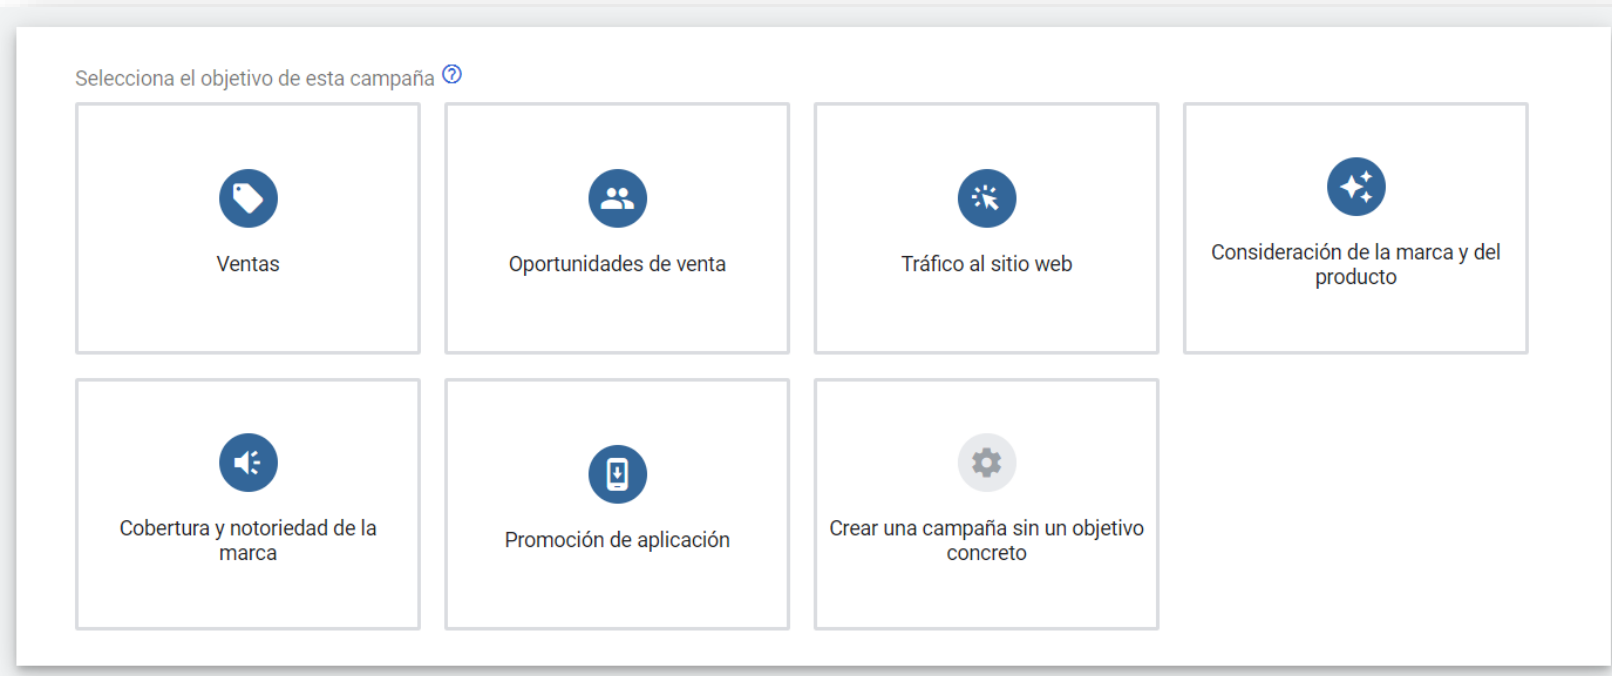 Selecciona el objetivo de esta campaña
Ventas
Oportunidades de venta
Tráfico al sitio web
Consideración de la marca y del
producto
Cobertura y notoriedad de la
marca
Promoción de aplicación
Crear una campaña sin un objetivo
concreto